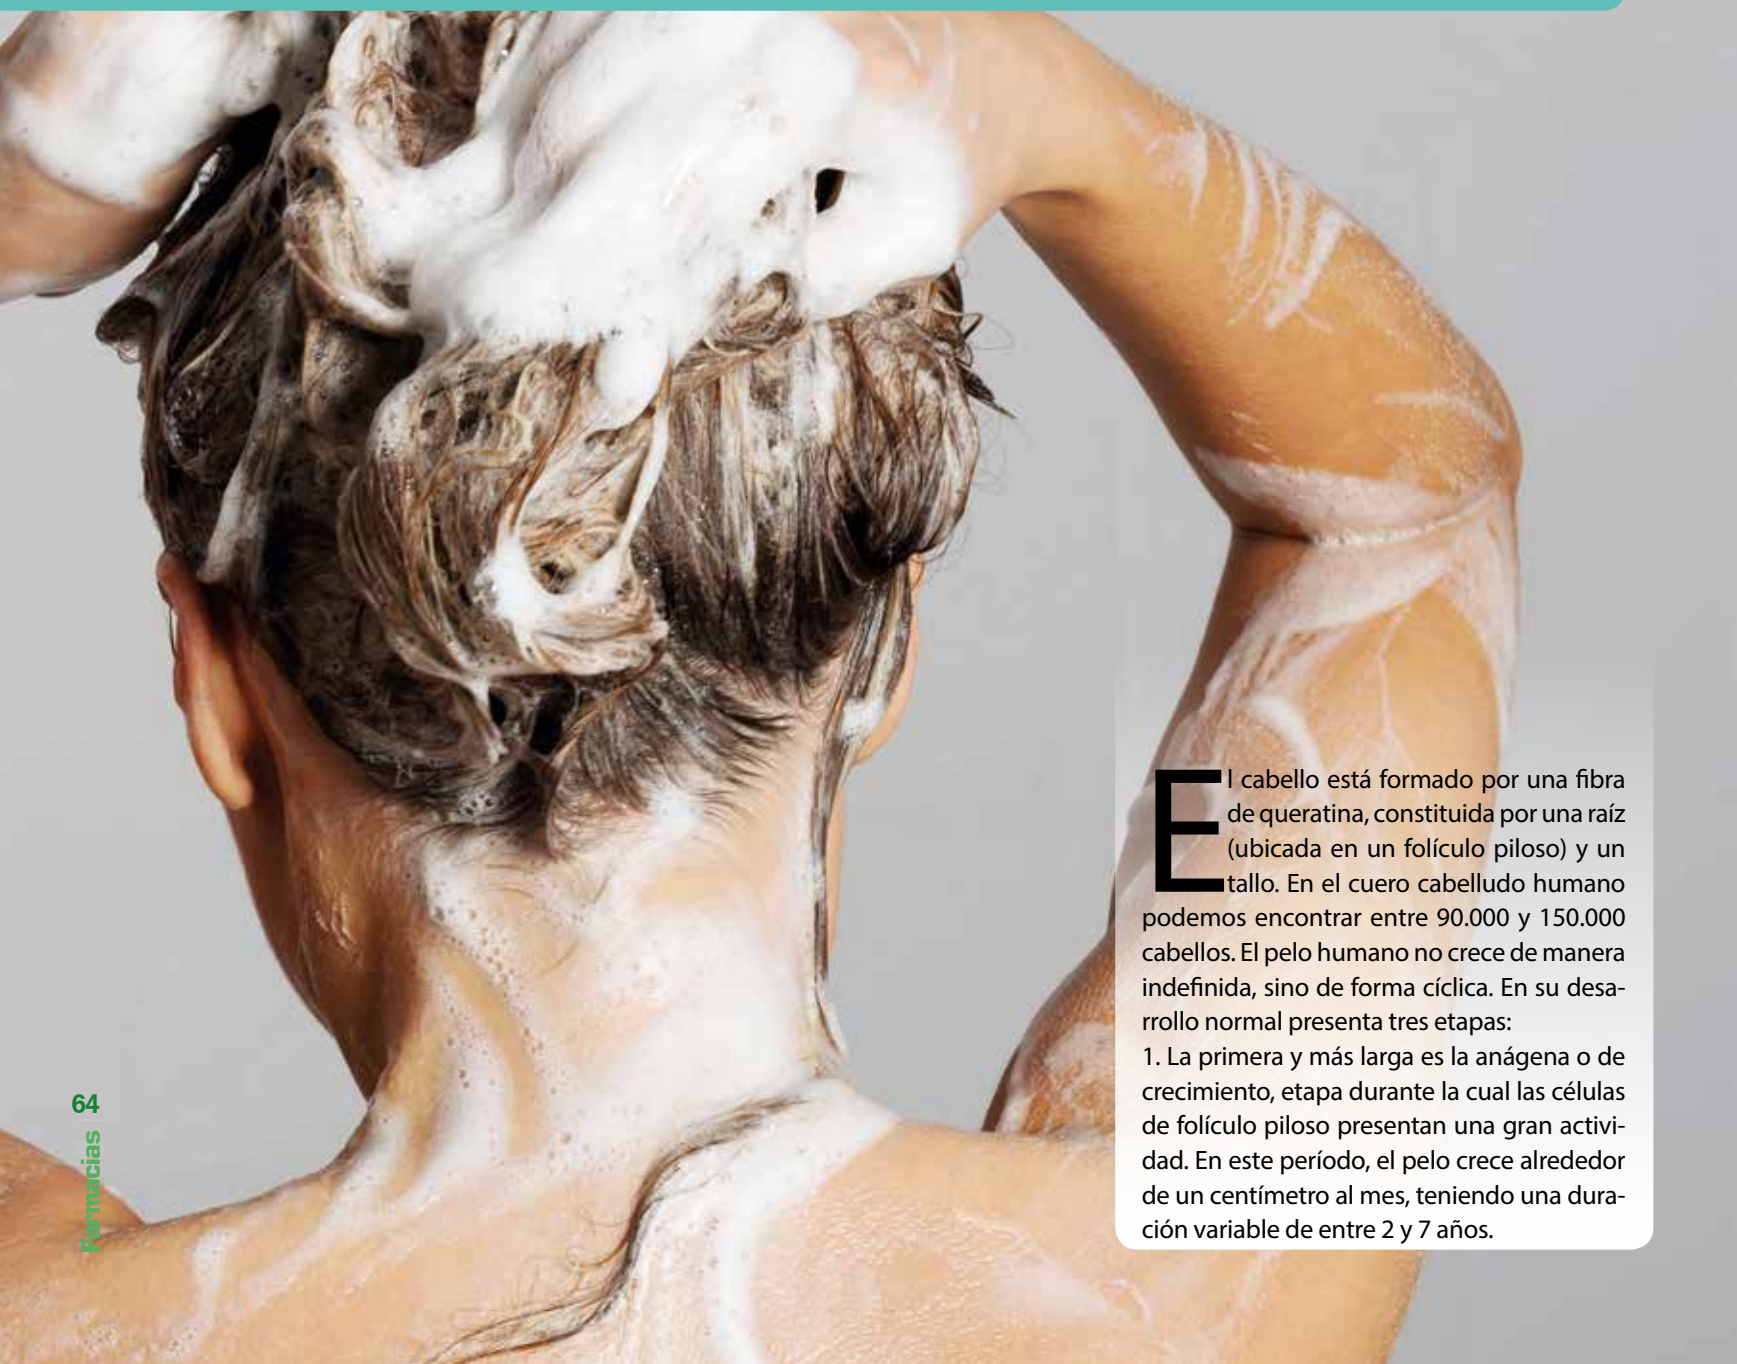 El cabello está formado por una fibra
de queratina, constituida por una raíz
(ubicada en un folículo piloso) y un
tallo. En el cuero cabelludo humano
podemos encontrar entre 90.000 y 150.000
cabellos. El pelo humano no crece de manera
indefinida, sino de forma cíclica. En su desa-
rrollo normal presenta tres etapas:
1. La primera y más larga es la anágena o de
crecimiento, etapa durante la cual las células
de folículo piloso presentan una gran activi-
dad. En este período, el pelo crece alrededor
de un centímetro al mes, teniendo una dura-
ción variable de entre 2 y 7 años.
64
Farmacias